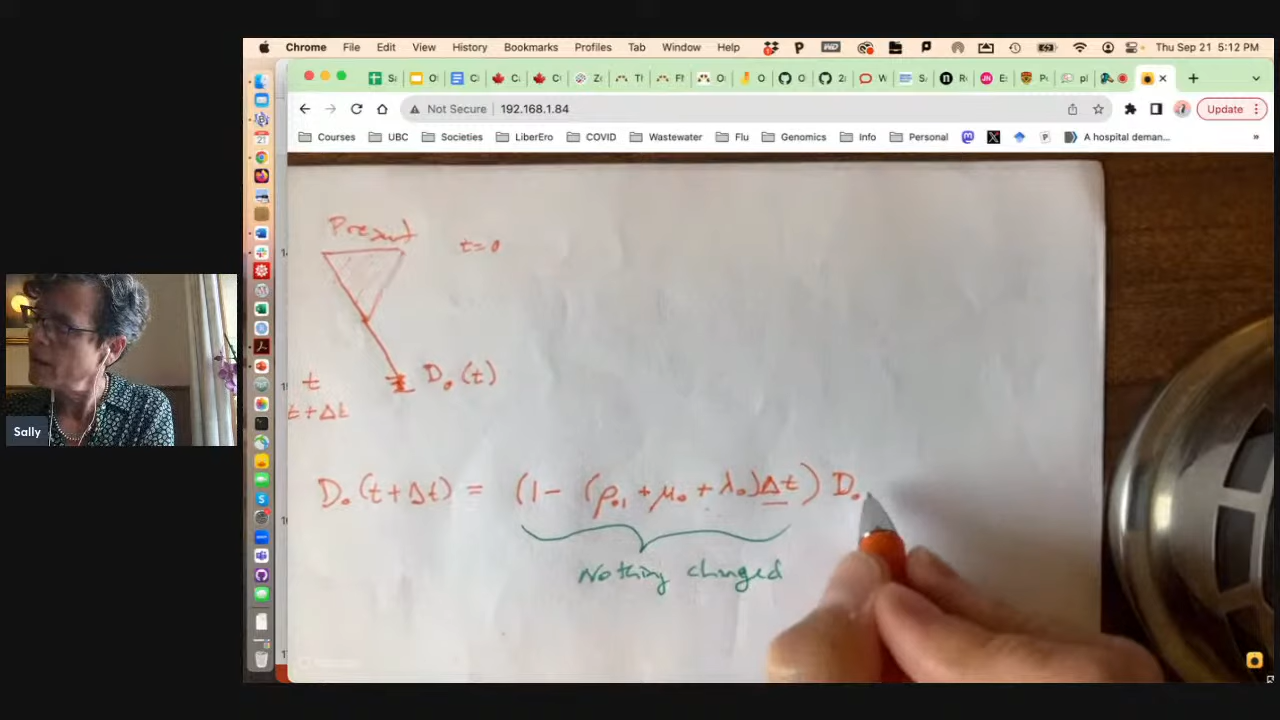 Chrome File Edit View History Bookmarks Profiles Tab Window Help Thu Sep 21 5:12 PM
Not Secure 192.168.1.84 Update
Courses UBC Societies LiberEro COVID Wastewater Flu Genomics Info Personal A hospital deman...
Present t=0
D₀(t)
t
t+Δt
D₀(t+Δt) = (1-(ρ₀₁+μ₀+λ₀)Δt) D₀
Nothing changed
Sally